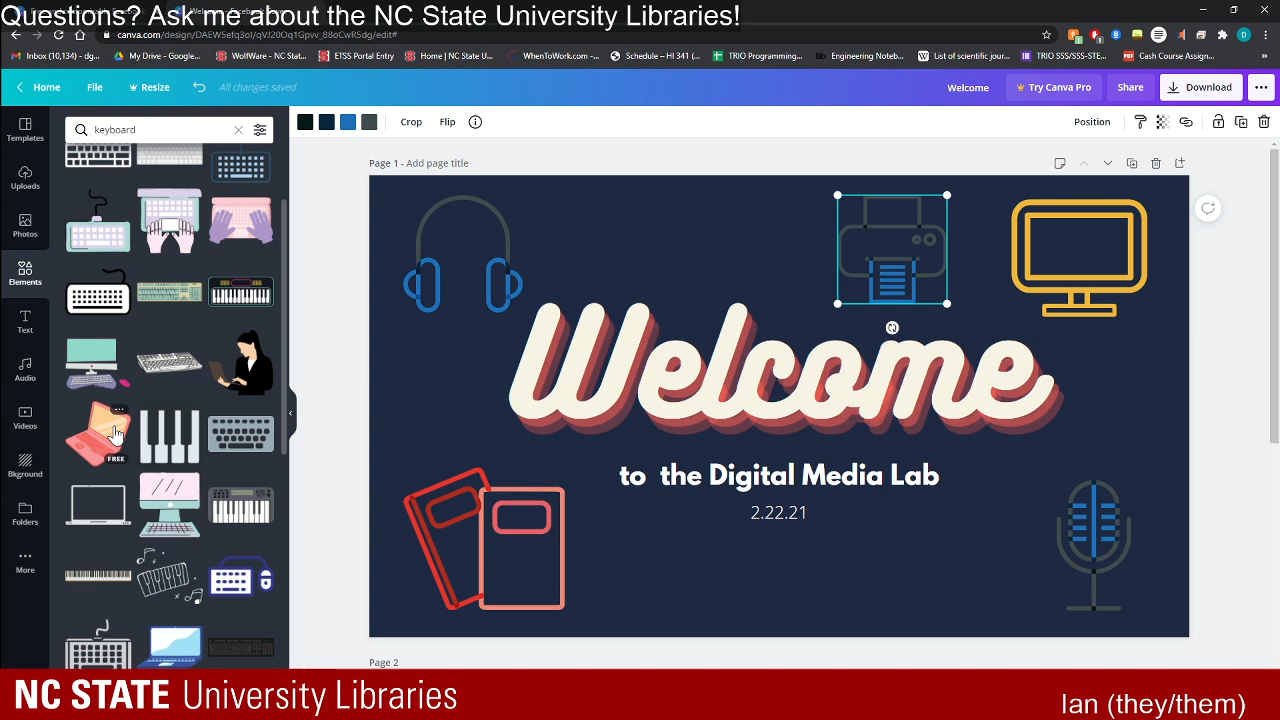 Questions? Ask me about the NC State University Libraries!
canva.com/design/DAEW5efq3oI/qVJ20Oq1Gpvv_88oCwR5dg/edit#
Inbox (10,134) - dg... My Drive - Google... WolfWare - NC Stat... ETSS Portal Entry Home | NC State U... WhenToWork.com -... Schedule – HI 341 (... TRIO Programming... Engineering Noteb... List of scientific jour... TRIO SSS/SSS-STE... Cash Course Assign...
Home File Resize All changes saved Welcome Try Canva Pro Share Download
Templates
Uploads
Photos
Elements
Text
Audio
Videos
Bkground
Folders
More
keyboard
FREE
Crop Flip Position
Page 1 - Add page title
Welcome
to the Digital Media Lab
2.22.21
Page 2
NC STATE University Libraries
Ian (they/them)